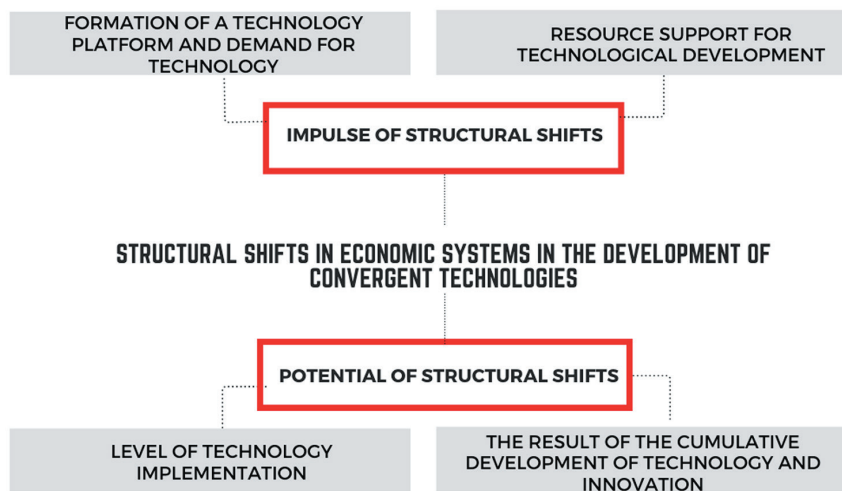 FORMATION OF A TECHNOLOGY
PLATFORM AND DEMAND FOR
TECHNOLOGY
RESOURCE SUPPORT FOR
TECHNOLOGICAL DEVELOPMENT
IMPULSE OF STRUCTURAL SHIFTS
STRUCTURAL SHIFTS IN ECONOMIC SYSTEMS IN THE DEVELOPMENT OF
CONVERGENT TECHNOLOGIES
POTENTIAL OF STRUCTURAL SHIFTS
LEVEL OF TECHNOLOGY
IMPLEMENTATION
THE RESULT OF THE CUMULATIVE
DEVELOPMENT OF TECHNOLOGY AND
INNOVATION